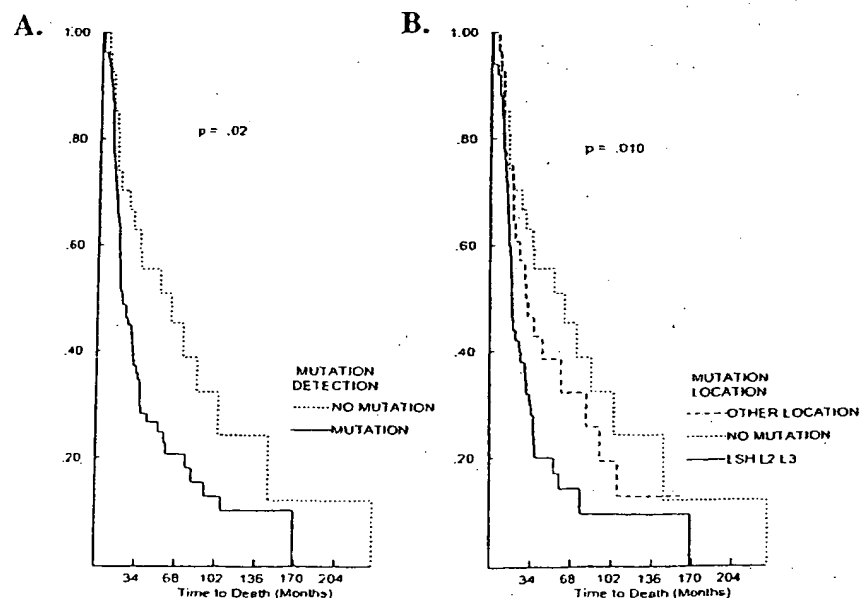 A.
1.00
.80
.60
.40
.20
p = .02
MUTATION
DETECTION
NO MUTATION
MUTATION
34 68 102 136 170 204
Time to Death (Months)
B.
1.00
.80
.60
.40
.20
p = .010
MUTATION
LOCATION
OTHER LOCATION
NO MUTATION
LSH L2 L3
34 68 102 136 170 204
Time to Death (Months)